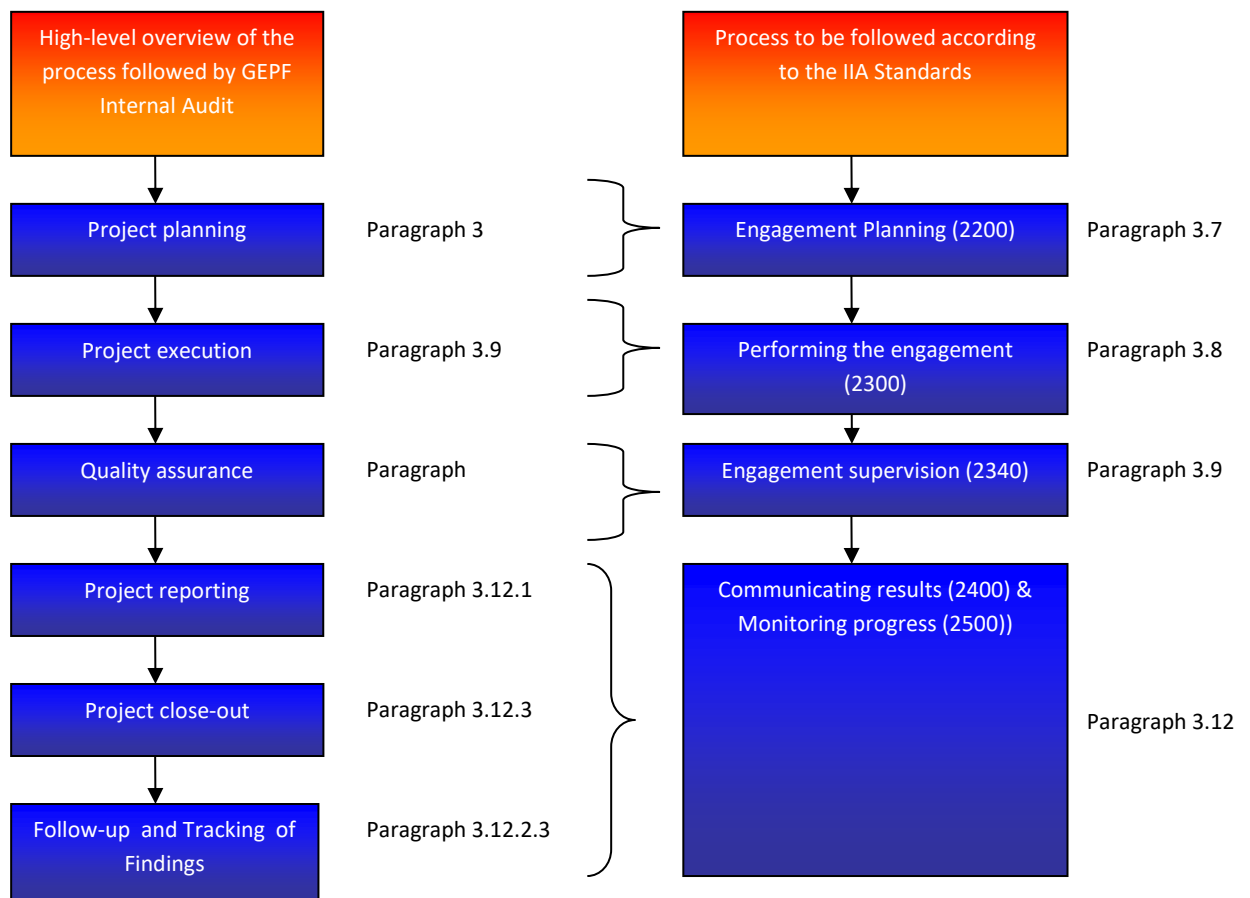 High-level overview of the
process followed by GEPF
Internal Audit
Process to be followed according
to the IIA Standards
Project planning
Paragraph 3
Engagement Planning (2200)
Paragraph 3.7
Project execution
Paragraph 3.9
Performing the engagement
(2300)
Paragraph 3.8
Quality assurance
Paragraph
Engagement supervision (2340)
Paragraph 3.9
Project reporting
Paragraph 3.12.1
Communicating results (2400) &
Monitoring progress (2500))
Project close-out
Paragraph 3.12.3
Paragraph 3.12
Follow-up and Tracking of
Findings
Paragraph 3.12.2.3